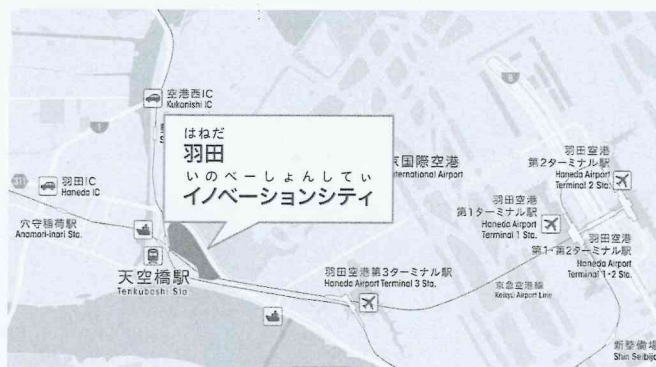 空港西IC
Kukonishi IC
はねだ
羽田
いのべーしょんしてぃ
イノベーションシティ
京国際空港
International Airport
羽田IC
Haneda IC
穴守稲荷駅
Anamori-Inari Sta.
天空橋駅
Tenkubashi Sta.
羽田空港第3ターミナル駅
Haneda Airport Terminal 3 Sta.
羽田空港
第2ターミナル駅
Haneda Airport
Terminal 2 Sta.
羽田空港
第1ターミナル駅
Haneda Airport
Terminal 1 Sta.
羽田空港
第1・第2ターミナル駅
Haneda Airport
Terminal 1・2 Sta.
京急空港線
Keikyu Airport Line
新整備場
Shin Seibijo